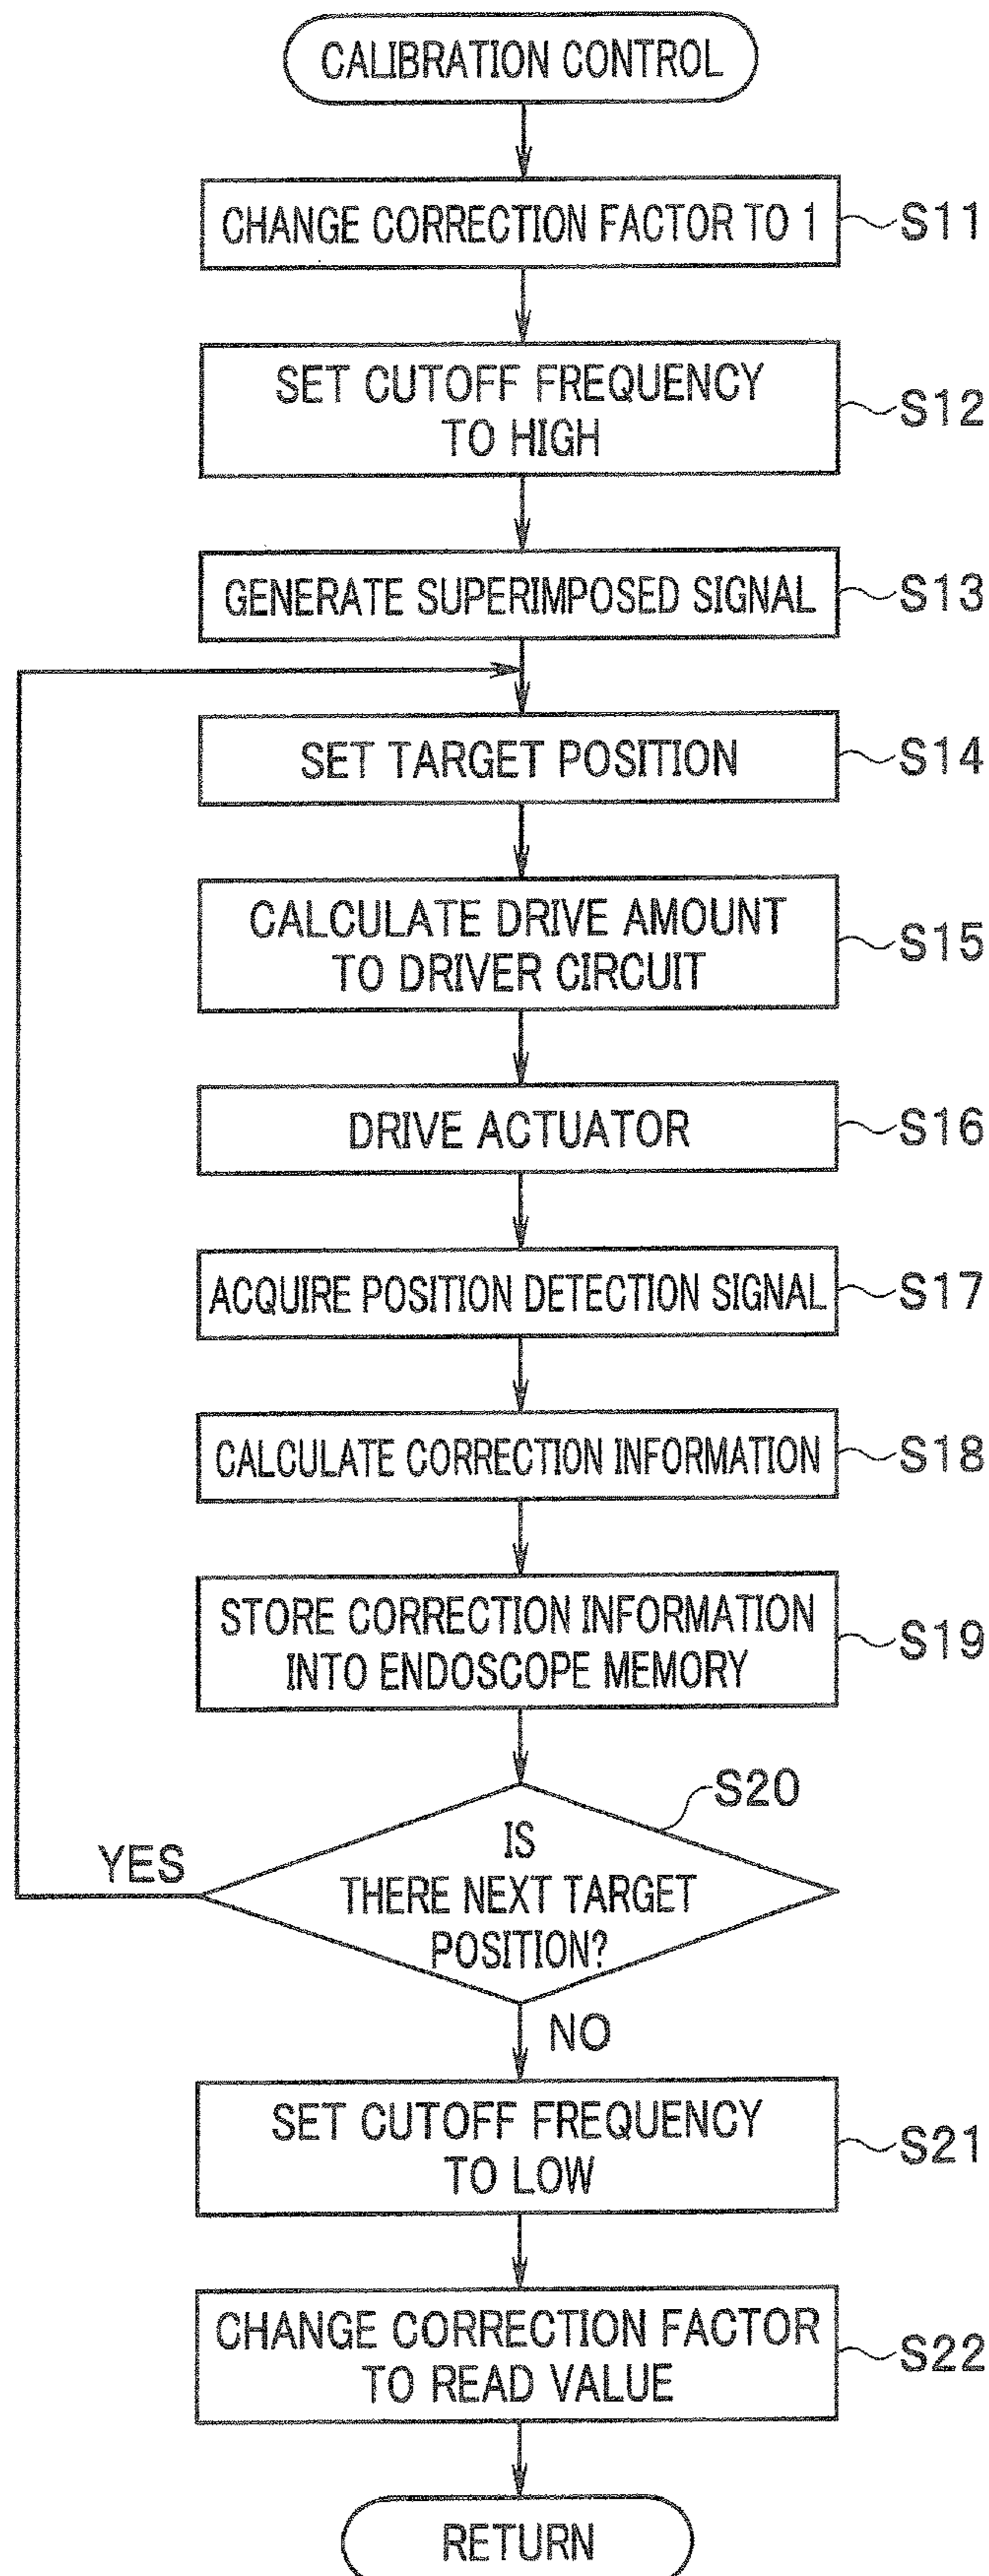 CALIBRATION CONTROL
CHANGE CORRECTION FACTOR TO 1
S11
SET CUTOFF FREQUENCY
TO HIGH
S12
GENERATE SUPERIMPOSED SIGNAL
S13
SET TARGET POSITION
S14
CALCULATE DRIVE AMOUNT
TO DRIVER CIRCUIT
S15
DRIVE ACTUATOR
S16
ACQUIRE POSITION DETECTION SIGNAL
S17
CALCULATE CORRECTION INFORMATION
S18
STORE CORRECTION INFORMATION
INTO ENDOSCOPE MEMORY
S19
S20
IS
THERE NEXT TARGET
POSITION?
YES
NO
SET CUTOFF FREQUENCY
TO LOW
S21
CHANGE CORRECTION FACTOR
TO READ VALUE
S22
RETURN